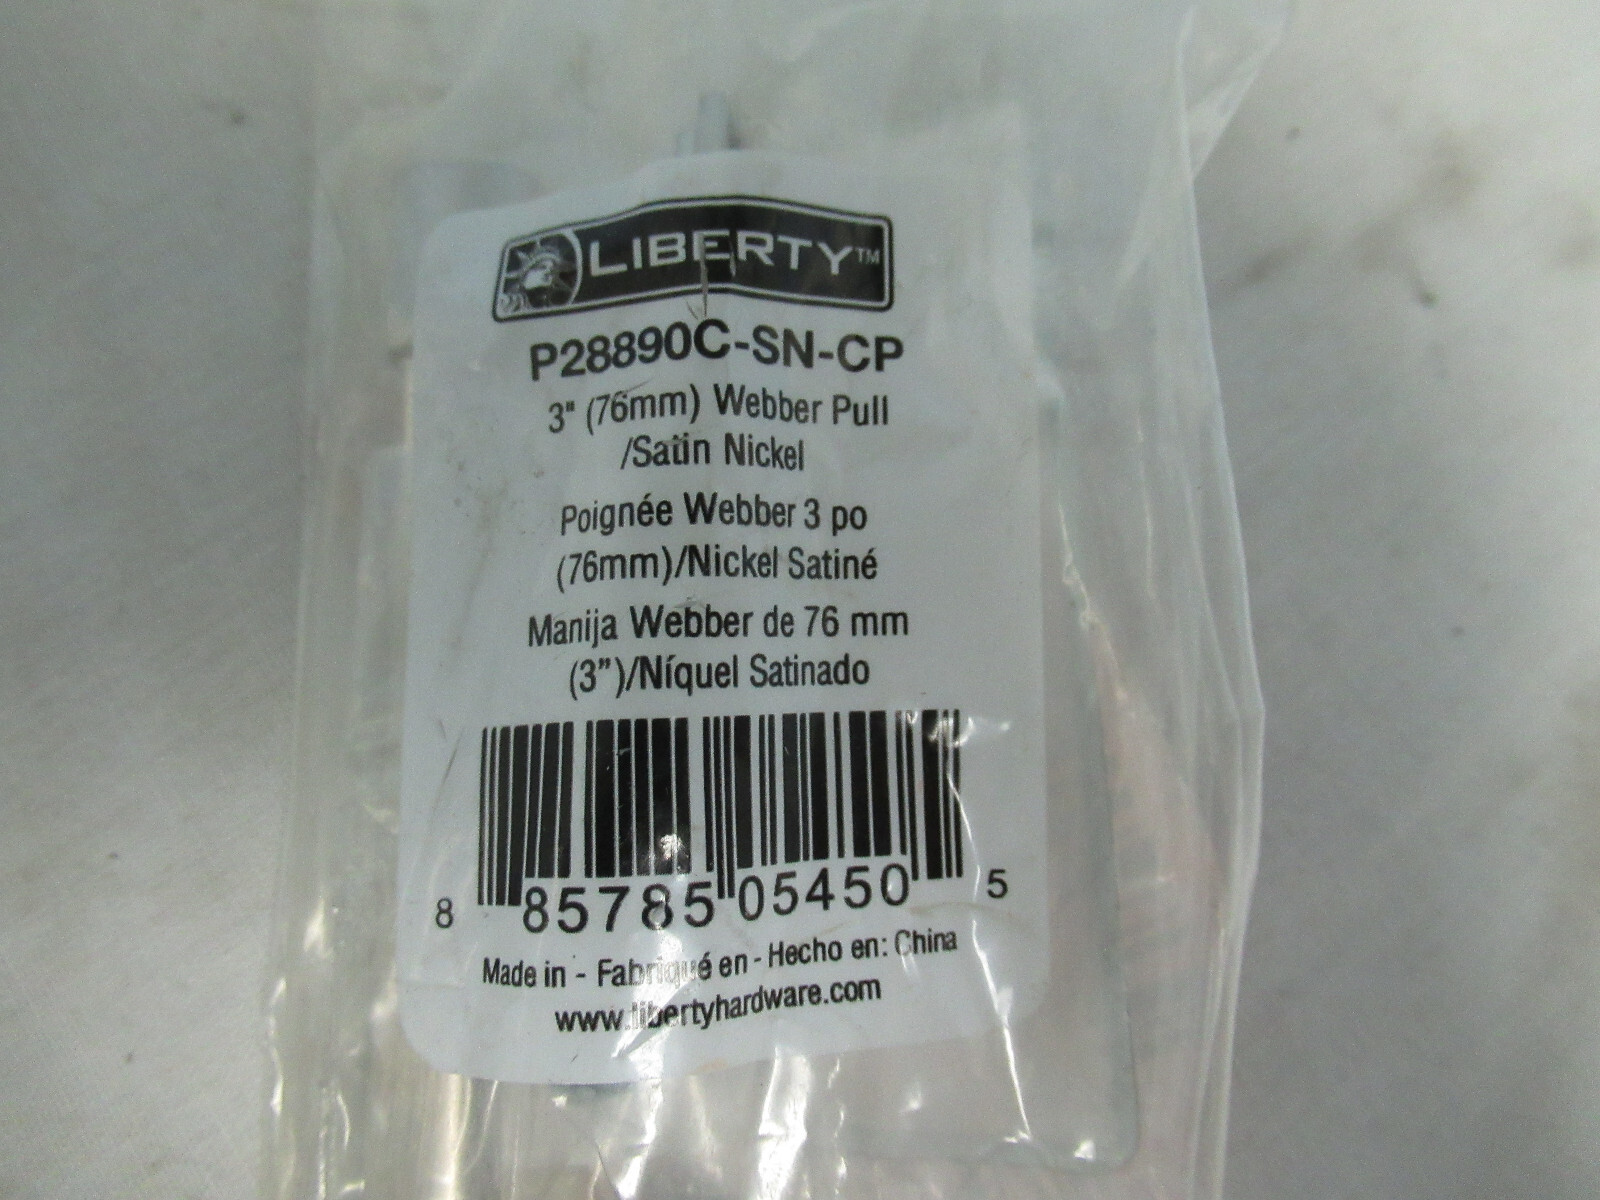 LIBERTY™
P28890C-SN-CP
3" (76mm) Webber Pull
/Satin Nickel
Poignée Webber 3 po
(76mm)/Nickel Satiné
Manija Webber de 76 mm
(3”)/Níquel Satinado
8 85785 05450 5
Made in - Fabriqué en - Hecho en: China
www.libertyhardware.com